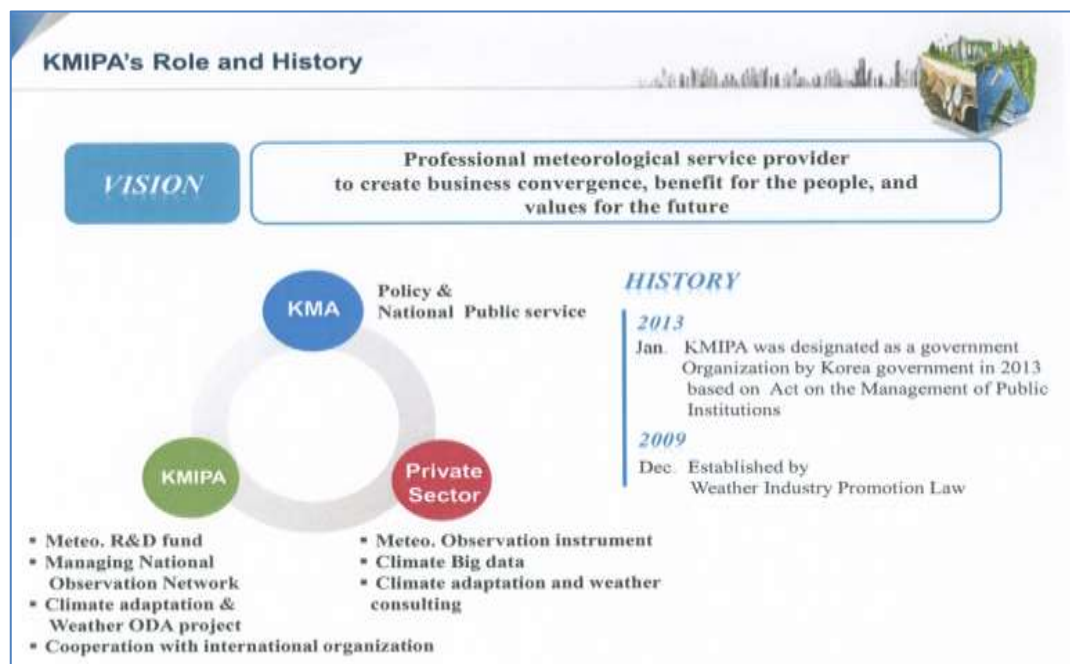 KMIPA's Role and History
VISION
Professional meteorological service provider
to create business convergence, benefit for the people, and
values for the future
KMA
Policy &
National Public service
KMIPA
Private
Sector
▪ Meteo. R&D fund
▪ Managing National
Observation Network
▪ Climate adaptation &
Weather ODA project
▪ Cooperation with international organization
▪ Meteo. Observation instrument
▪ Climate Big data
▪ Climate adaptation and weather
consulting
HISTORY
2013
Jan. KMIPA was designated as a government
Organization by Korea government in 2013
based on Act on the Management of Public
Institutions
2009
Dec. Established by
Weather Industry Promotion Law